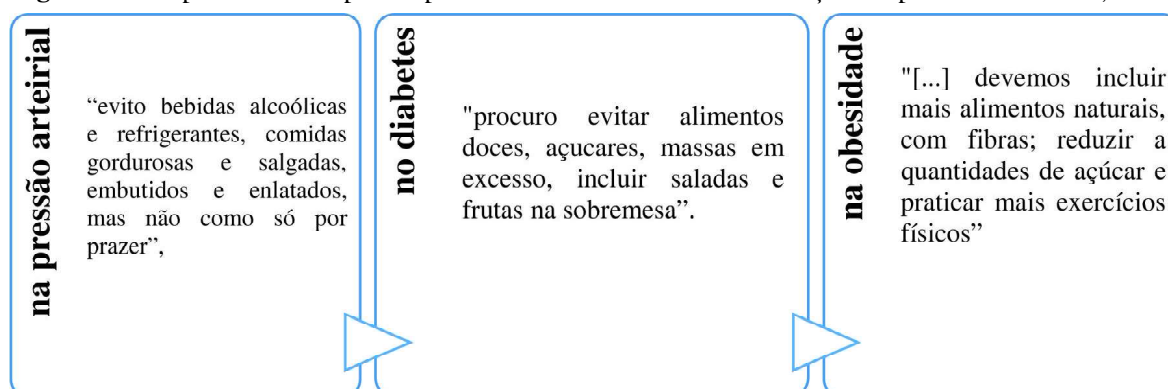 na pressão arteirial
“evito bebidas alcoólicas
e refrigerantes, comidas
gordurosas e salgadas,
embutidos e enlatados,
mas não como só por
prazer”,
no diabetes
"procuro evitar alimentos
doces, açucares, massas em
excesso, incluir saladas e
frutas na sobremesa”.
na obesidade
"[...] devemos incluir
mais alimentos naturais,
com fibras; reduzir a
quantidades de açúcar e
praticar mais exercícios
físicos”